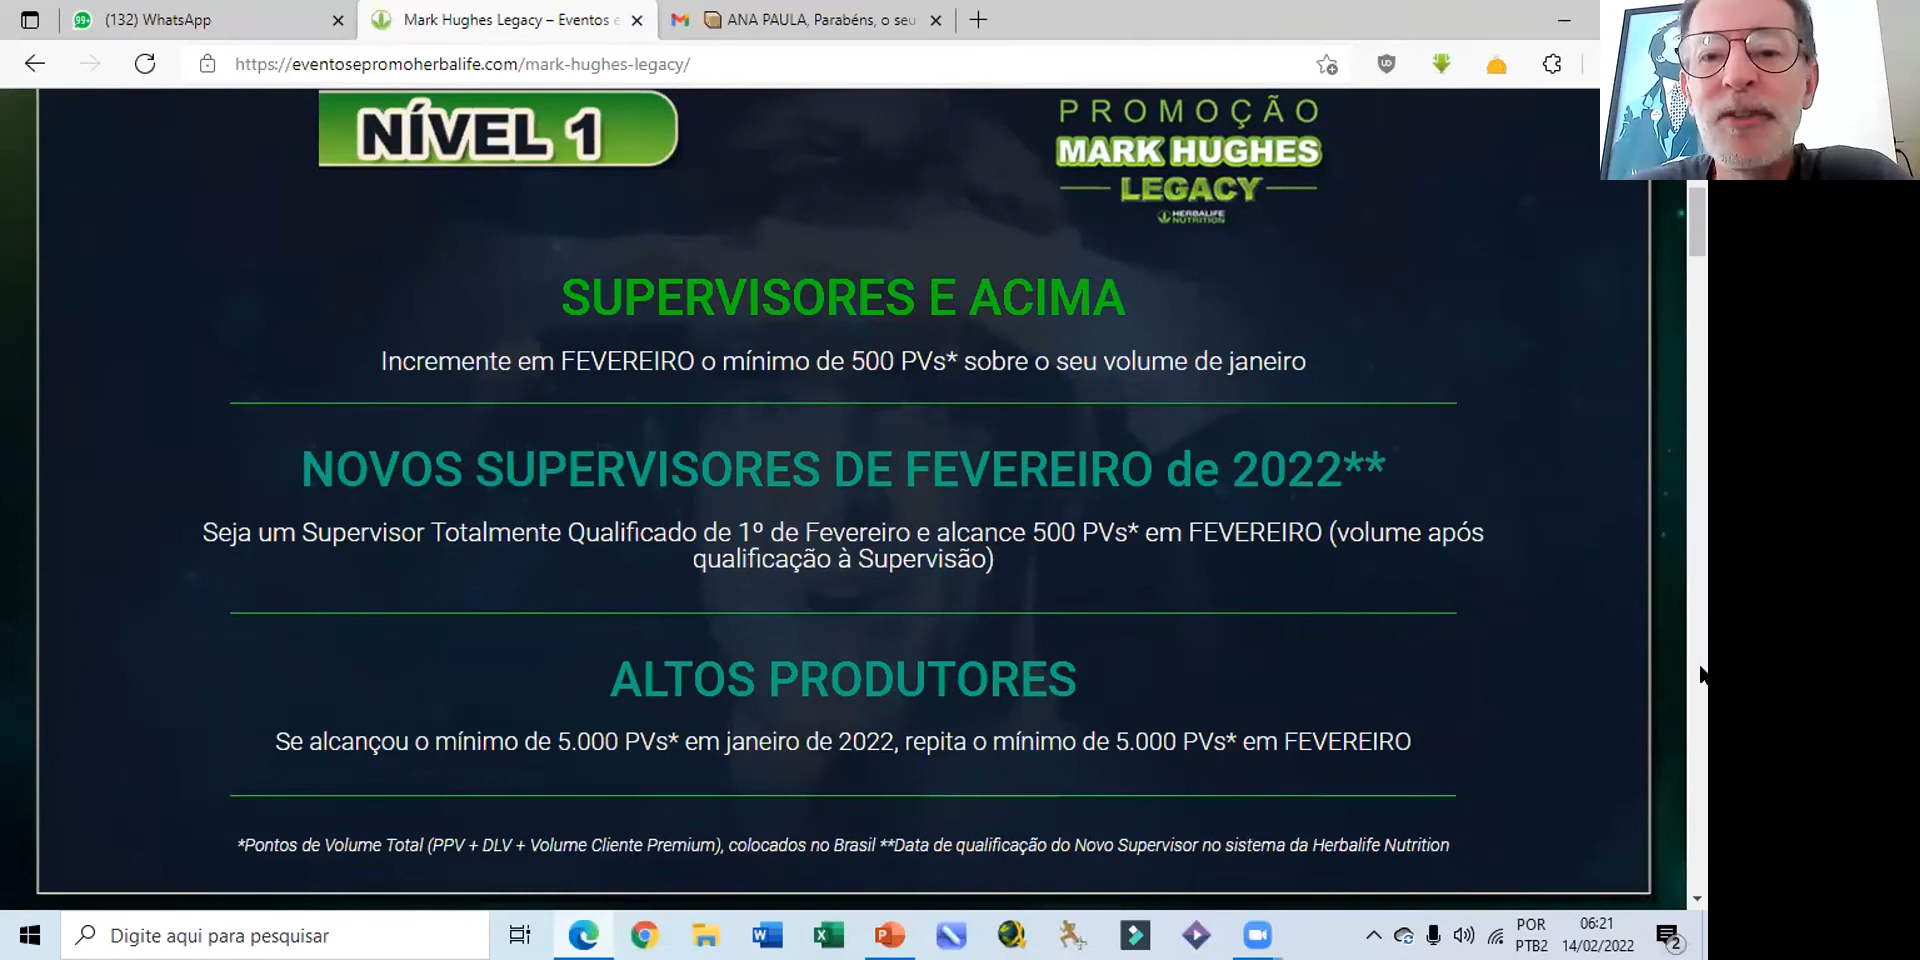 (132) WhatsApp
Mark Hughes Legacy – Eventos e
ANA PAULA, Parabéns, o seu
https://eventosepromoherbalife.com/mark-hughes-legacy/
NÍVEL 1
PROMOÇÃO
MARK HUGHES
LEGACY
HERBALIFE
NUTRITION
SUPERVISORES E ACIMA
Incremente em FEVEREIRO o mínimo de 500 PVs* sobre o seu volume de janeiro
NOVOS SUPERVISORES DE FEVEREIRO de 2022**
Seja um Supervisor Totalmente Qualificado de 1º de Fevereiro e alcance 500 PVs* em FEVEREIRO (volume após
qualificação à Supervisão)
ALTOS PRODUTORES
Se alcançou o mínimo de 5.000 PVs* em janeiro de 2022, repita o mínimo de 5.000 PVs* em FEVEREIRO
*Pontos de Volume Total (PPV + DLV + Volume Cliente Premium), colocados no Brasil **Data de qualificação do Novo Supervisor no sistema da Herbalife Nutrition
Digite aqui para pesquisar
POR
PTB2
06:21
14/02/2022
2